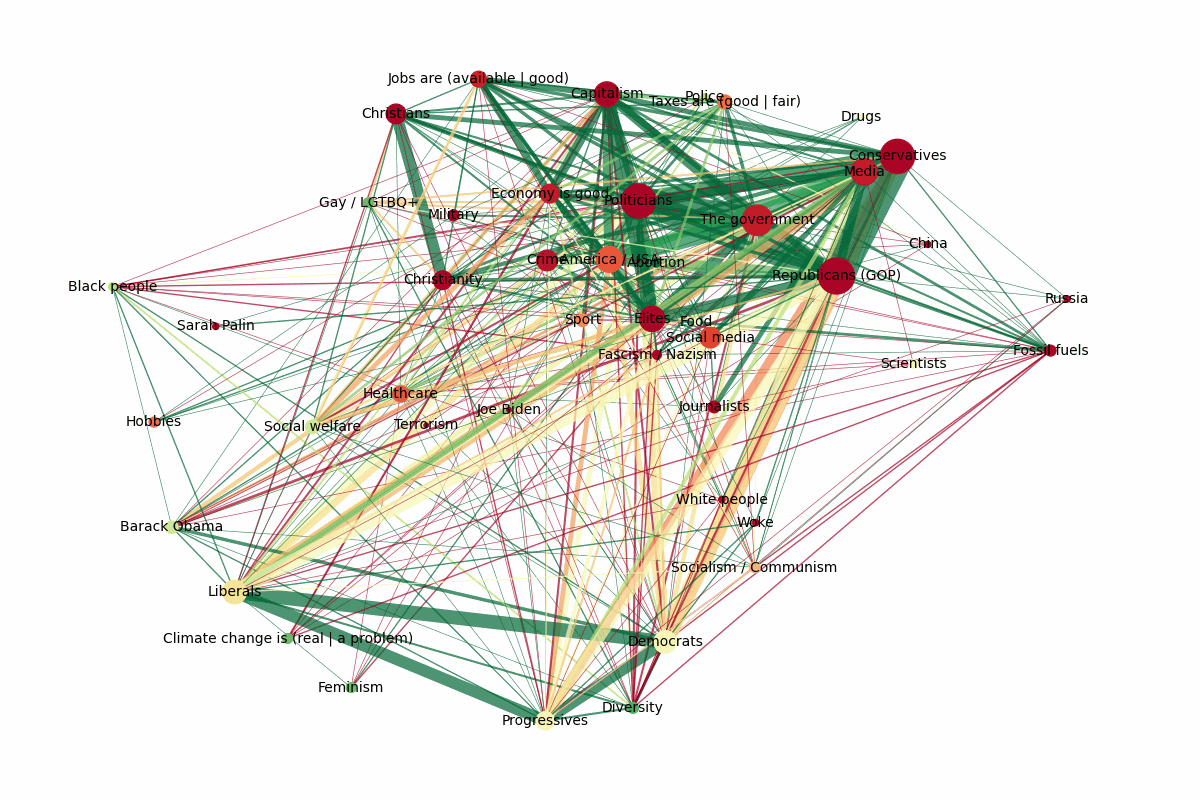 Jobs are (available | good)
Capitalism
Police
Taxes are (good | fair)
Christians
Drugs
Conservatives
Media
Economy is good
Politicians
Gay / LGTBQ+
Military
The government
China
Crime
America / USA
Abortion
Republicans (GOP)
Christianity
Black people
Russia
Sarah Palin
Sport
Elites
Food
Social media
Fascism / Nazism
Fossil fuels
Scientists
Healthcare
Joe Biden
Journalists
Hobbies
Social welfare
Terrorism
White people
Woke
Barack Obama
Socialism / Communism
Liberals
Climate change is (real | a problem)
Democrats
Feminism
Diversity
Progressives